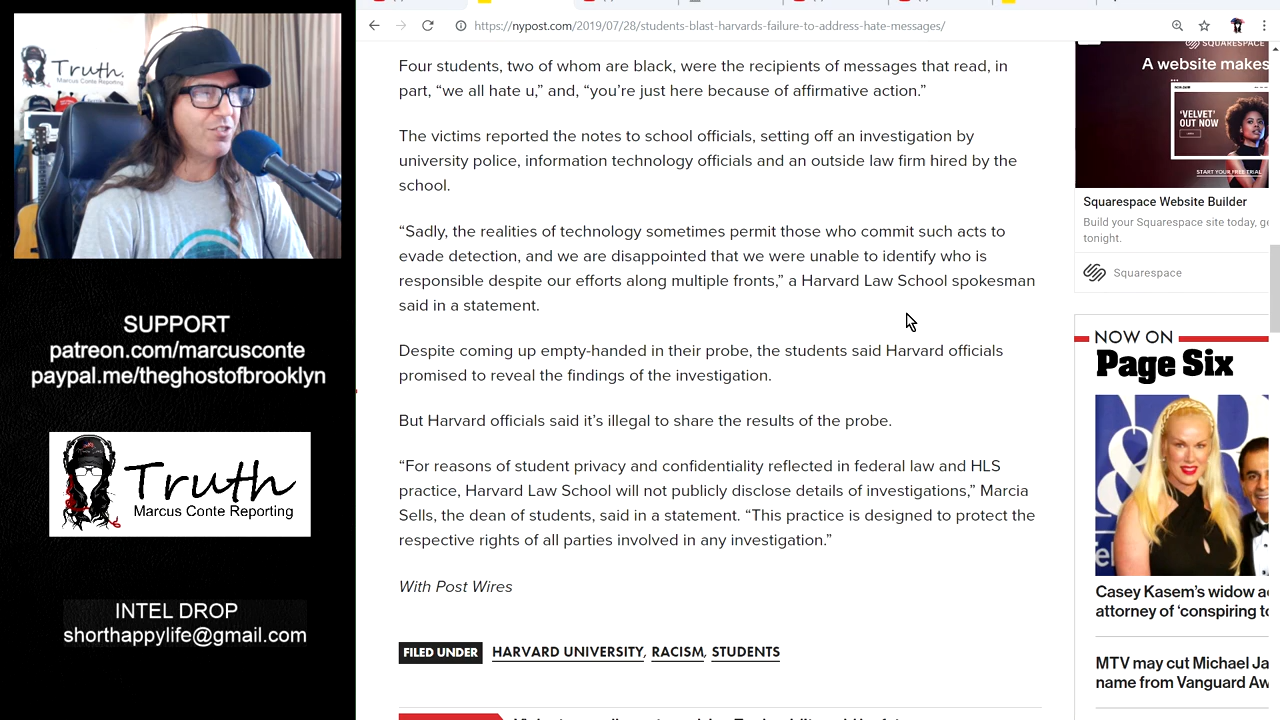 https://nypost.com/2019/07/28/students-blast-harvards-failure-to-address-hate-messages/
Truth.
Marcus Conte Reporting
SUPPORT
patreon.com/marcusconte
paypal.me/theghostofbrooklyn
Truth
Marcus Conte Reporting
INTEL DROP
shorthappylife@gmail.com
Four students, two of whom are black, were the recipients of messages that read, in
part, “we all hate u,” and, “you’re just here because of affirmative action.”
The victims reported the notes to school officials, setting off an investigation by
university police, information technology officials and an outside law firm hired by the
school.
“Sadly, the realities of technology sometimes permit those who commit such acts to
evade detection, and we are disappointed that we were unable to identify who is
responsible despite our efforts along multiple fronts,” a Harvard Law School spokesman
said in a statement.
Despite coming up empty-handed in their probe, the students said Harvard officials
promised to reveal the findings of the investigation.
But Harvard officials said it’s illegal to share the results of the probe.
“For reasons of student privacy and confidentiality reflected in federal law and HLS
practice, Harvard Law School will not publicly disclose details of investigations,” Marcia
Sells, the dean of students, said in a statement. “This practice is designed to protect the
respective rights of all parties involved in any investigation.”
With Post Wires
FILED UNDER HARVARD UNIVERSITY, RACISM, STUDENTS
SQUARESPACE
A website makes
‘VELVET’
OUT NOW
START YOUR FREE TRIAL
Squarespace Website Builder
Build your Squarespace site today, ge
tonight.
Squarespace
NOW ON
Page Six
Casey Kasem’s widow a
attorney of ‘conspiring to
MTV may cut Michael Ja
name from Vanguard Aw